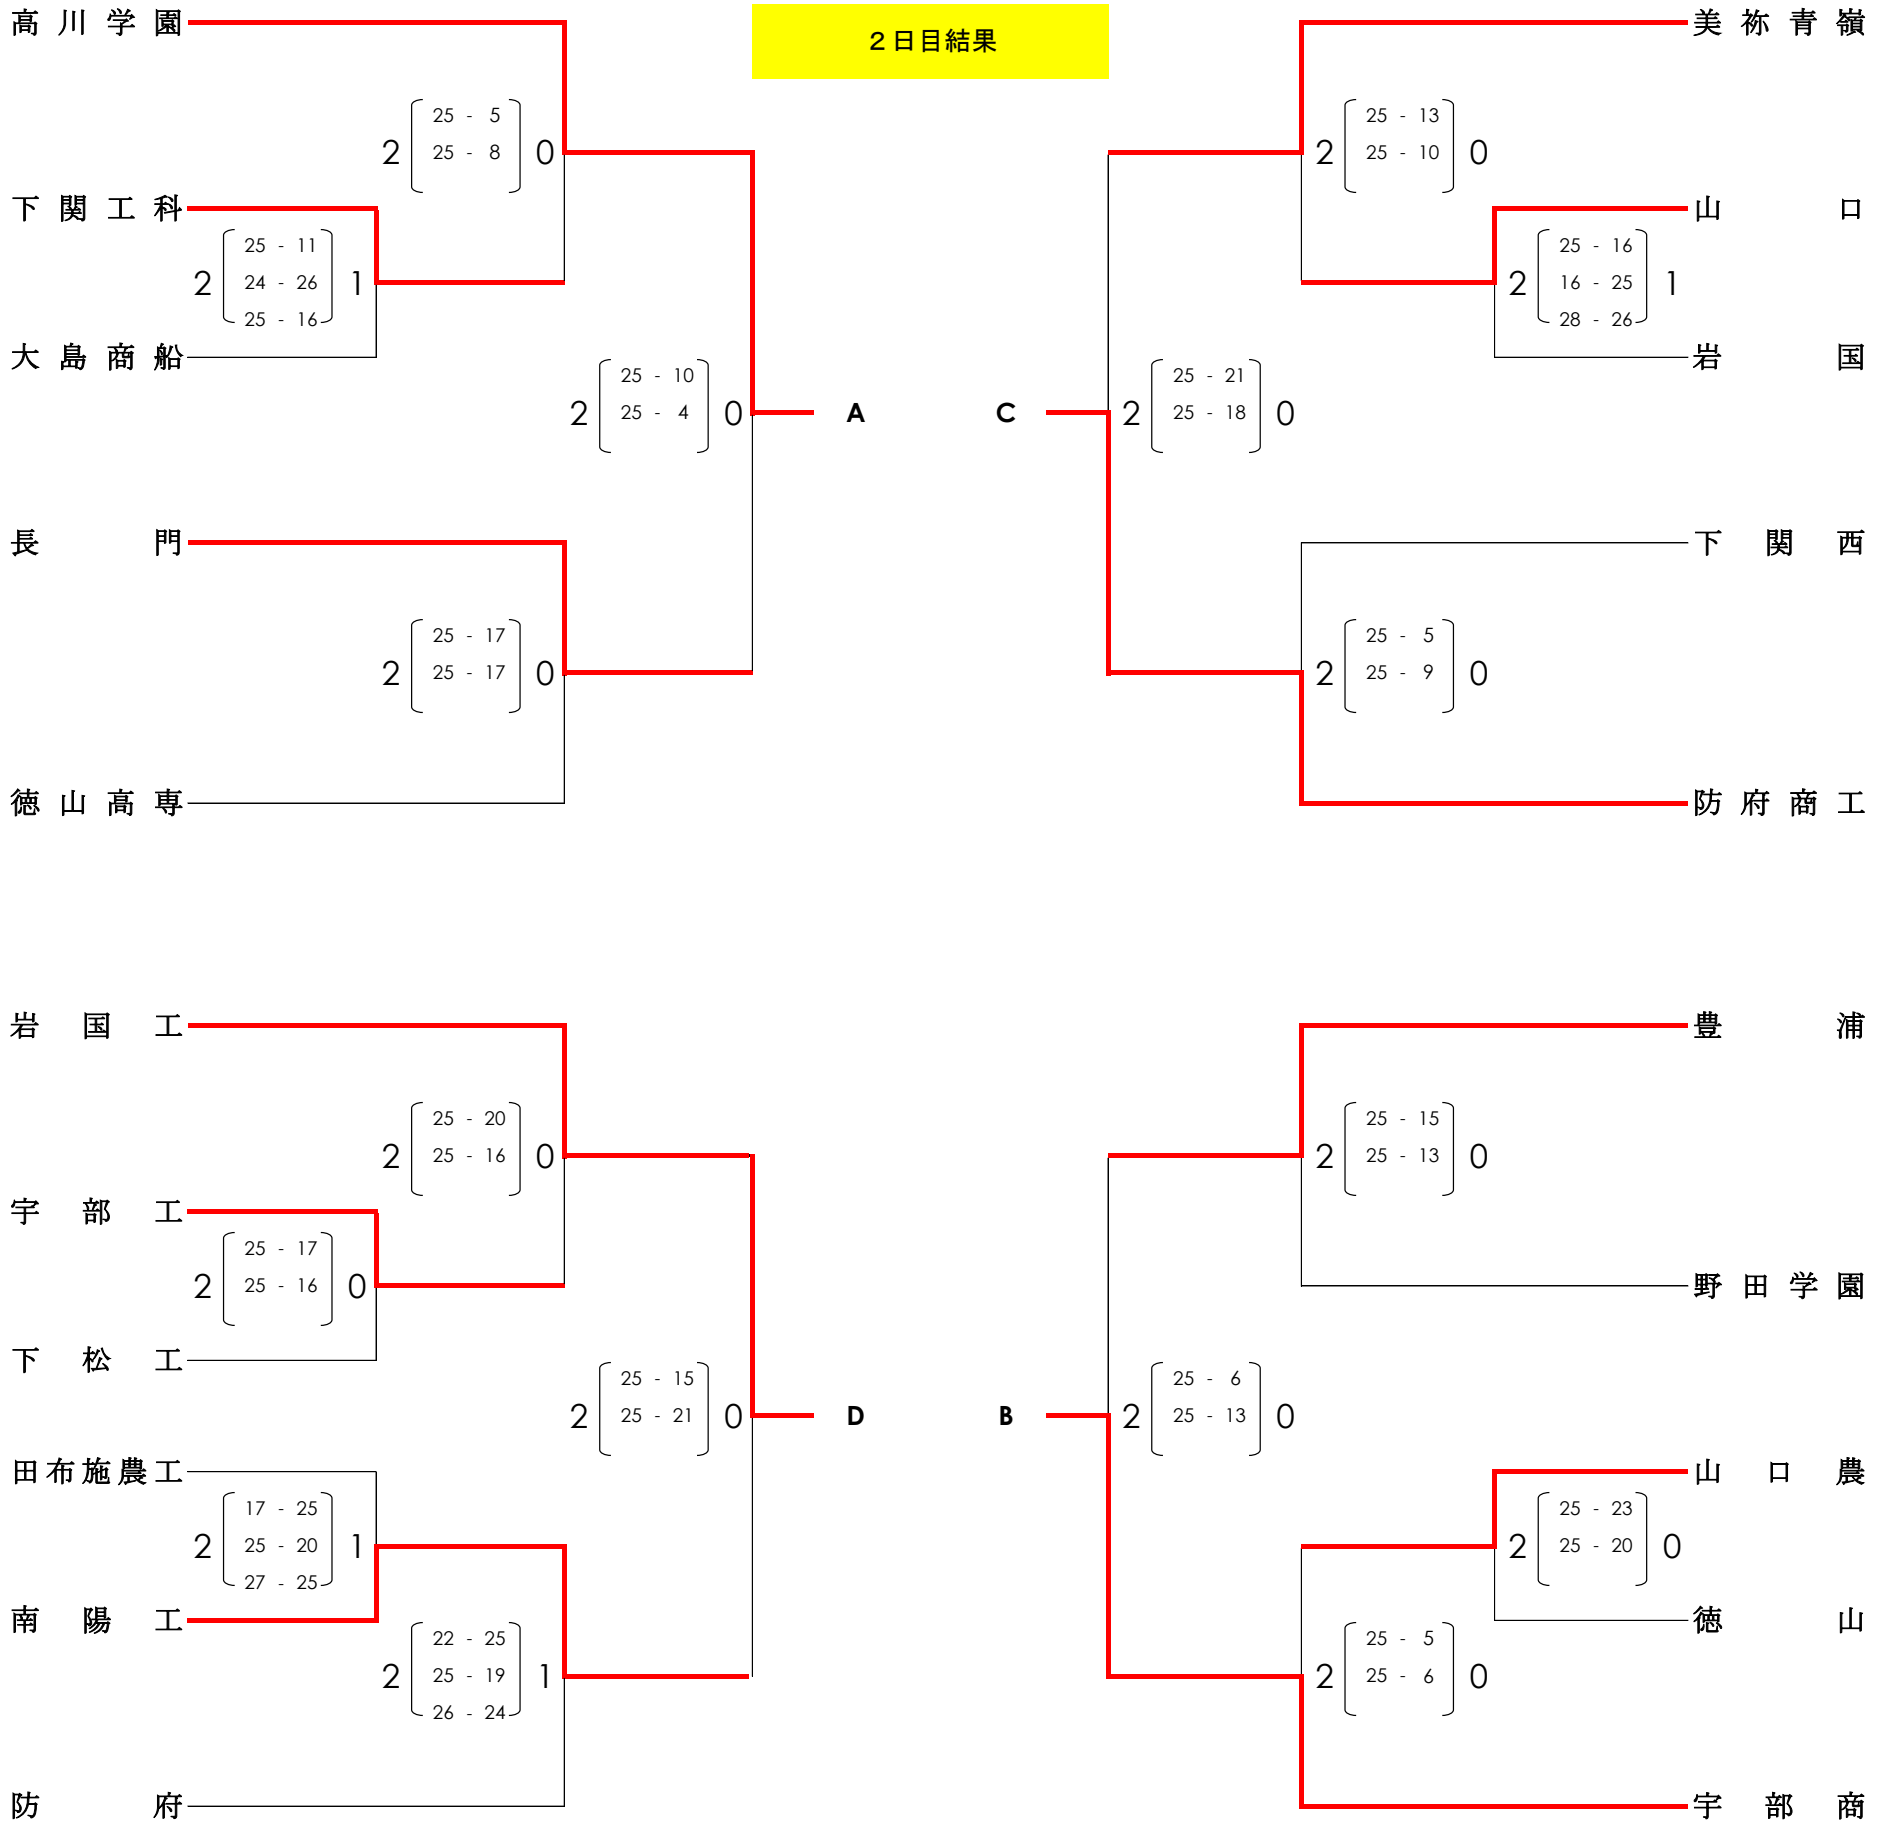 ２日目結果
高川学園
25 - 5
2 25 - 8 0
下関工科
25 - 11
2 24 - 26 1
25 - 16
大島商船
25 - 10
2 25 - 4 0
A
長門
25 - 17
2 25 - 17 0
徳山高専
美祢青嶺
25 - 13
2 25 - 10 0
山口
25 - 16
2 16 - 25 1
28 - 26
岩国
25 - 21
2 25 - 18 0
C
下関西
25 - 5
2 25 - 9 0
防府商工
岩国工
25 - 20
2 25 - 16 0
宇部工
25 - 17
2 25 - 16 0
下松工
25 - 15
2 25 - 21 0
D
田布施農工
17 - 25
2 25 - 20 1
27 - 25
南陽工
22 - 25
2 25 - 19 1
26 - 24
防府
豊浦
25 - 15
2 25 - 13 0
野田学園
25 - 6
2 25 - 13 0
B
山口農
25 - 23
2 25 - 20 0
徳山
25 - 5
2 25 - 6 0
宇部商